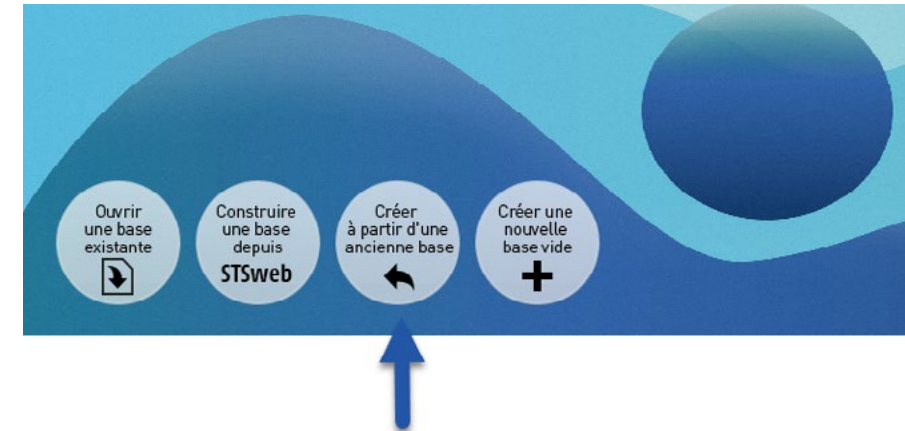 Ouvrir
une base
existante
Construire
une base
depuis
STSweb
Créer
à partir d'une
ancienne base
Créer une
nouvelle
base vide